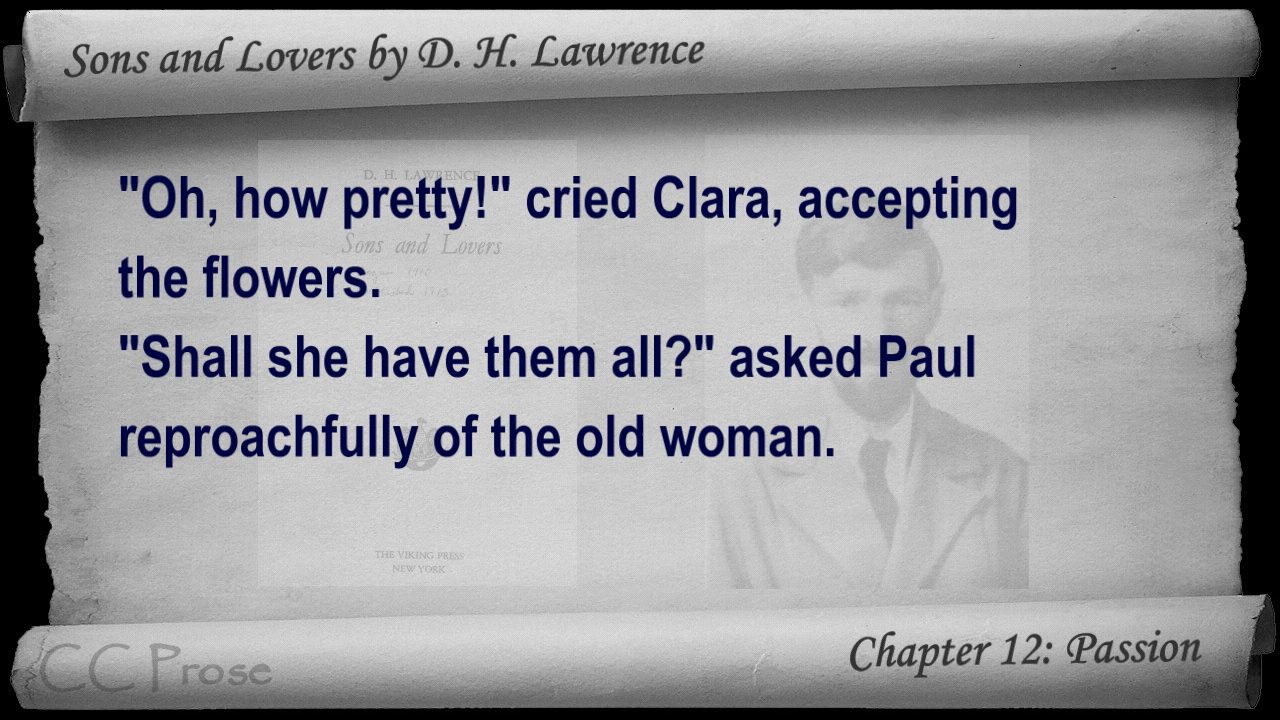 Sons and Lovers by D. H. Lawrence
D. H. LAWRENCE
Sons and Lovers
"Oh, how pretty!" cried Clara, accepting
the flowers.
"Shall she have them all?" asked Paul
reproachfully of the old woman.
THE VIKING PRESS
NEW YORK
CC Prose
Chapter 12: Passion